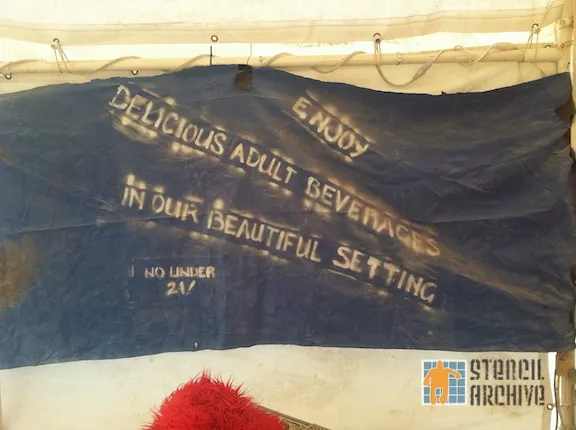 ENJOY
DELICIOUS ADULT BEVERAGES
IN OUR BEAUTIFUL SETTING
NO UNDER
21!
STENCIL
ARCHIVE